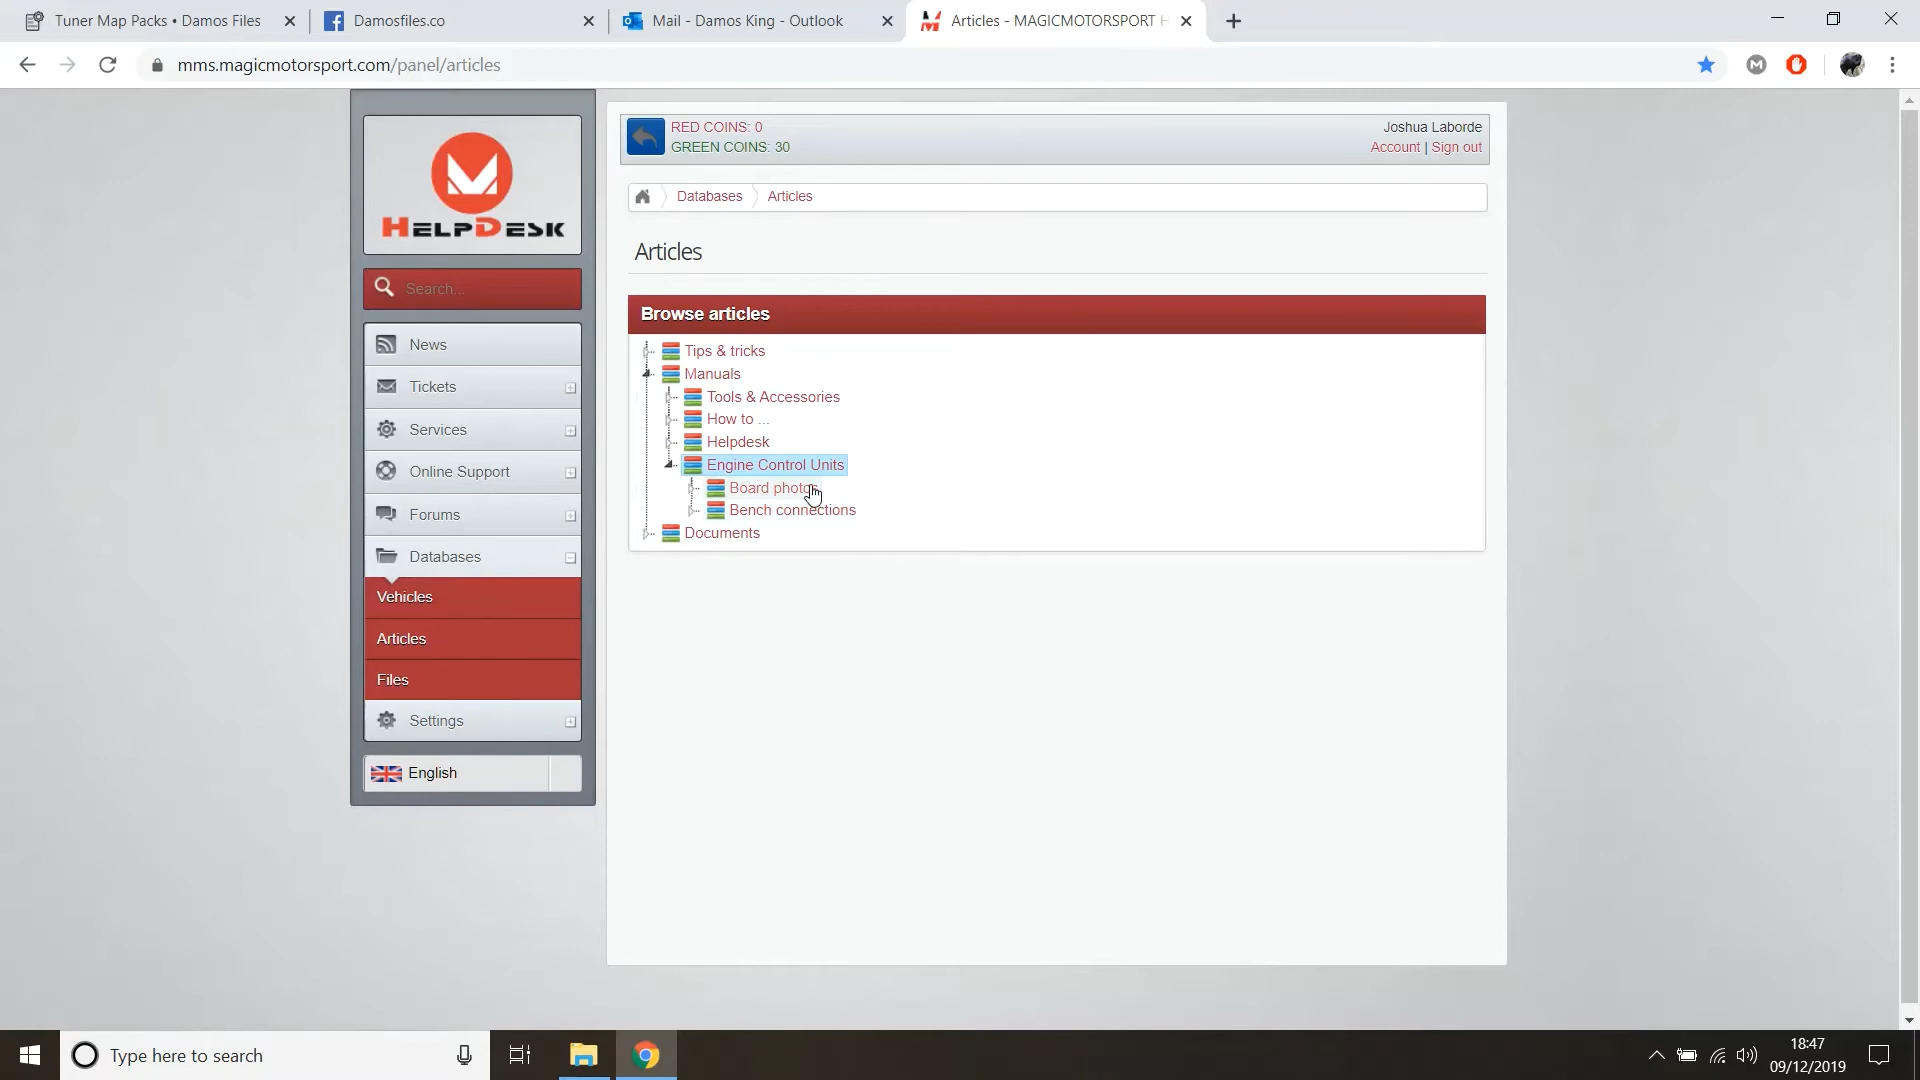 Tuner Map Packs • Damos Files
Damosfiles.co
Mail - Damos King - Outlook
Articles - MAGICMOTORSPORT H
mms.magicmotorsport.com/panel/articles
HELPDESK
Search...
News
Tickets
Services
Online Support
Forums
Databases
Vehicles
Articles
Files
Settings
English
RED COINS: 0
GREEN COINS: 30
Joshua Laborde
Account | Sign out
Databases
Articles
Articles
Browse articles
Tips & tricks
Manuals
Tools & Accessories
How to ...
Helpdesk
Engine Control Units
Board photos
Bench connections
Documents
Type here to search
18:47
09/12/2019